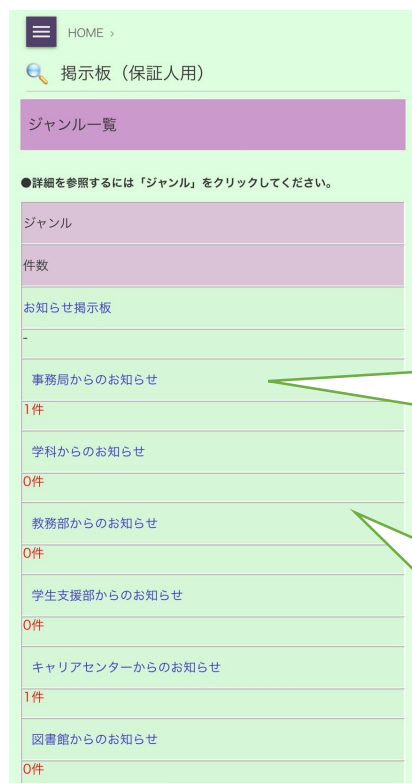 HOME ›
掲示板（保証人用）
ジャンル一覧
●詳細を参照するには「ジャンル」をクリックしてください。
ジャンル
件数
お知らせ掲示板
-
事務局からのお知らせ
1件
学科からのお知らせ
0件
教務部からのお知らせ
0件
学生支援部からのお知らせ
0件
キャリアセンターからのお知らせ
1件
図書館からのお知らせ
0件